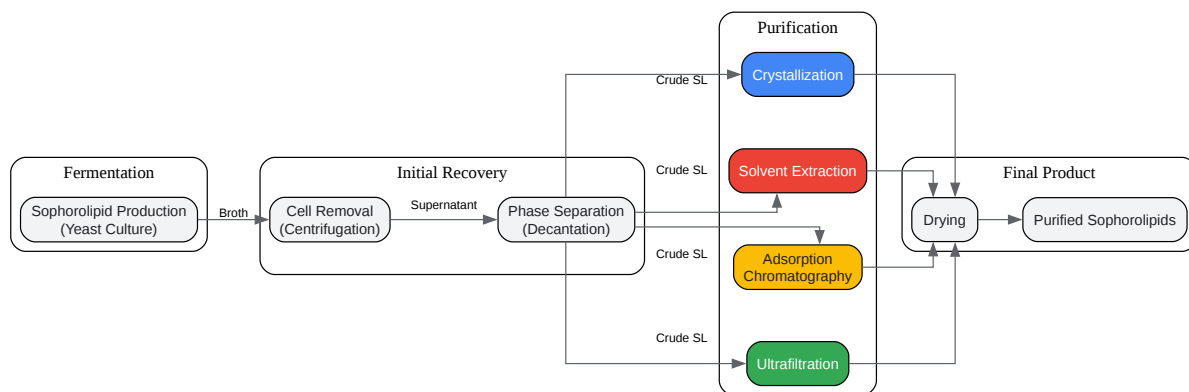 Fermentation
Sophorolipid Production
(Yeast Culture)
Broth
Initial Recovery
Cell Removal
(Centrifugation)
Supernatant
Phase Separation
(Decantation)
Crude SL
Crude SL
Crude SL
Crude SL
Purification
Crystallization
Solvent Extraction
Adsorption
Chromatography
Ultrafiltration
Final Product
Drying
Purified Sophorolipids